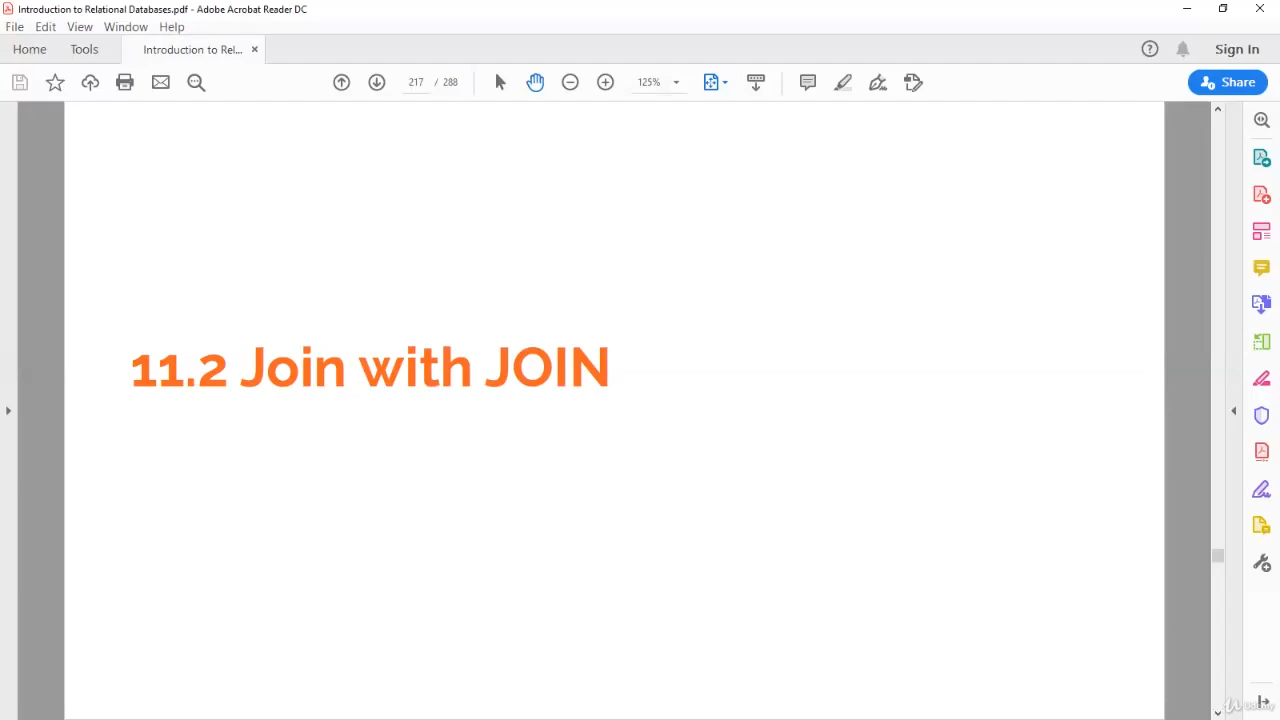 Introduction to Relational Databases.pdf - Adobe Acrobat Reader DC
File Edit View Window Help
Home Tools Introduction to Rel... × Sign In
217 / 288 125% Share
11.2 Join with JOIN
Udemy